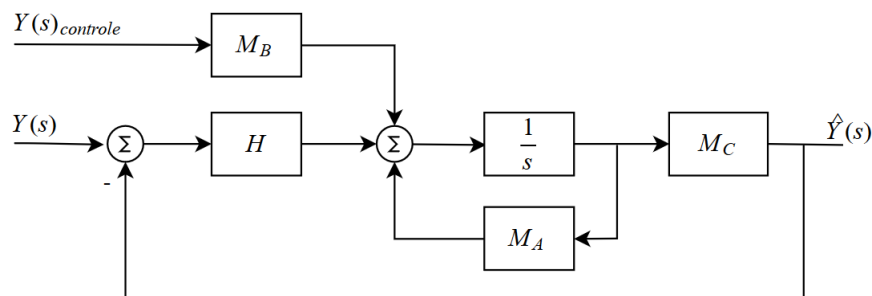 Y(s)controle
M_B
Y(s)
Σ
H
Σ
1/s
M_C
Ŷ(s)
-
M_A